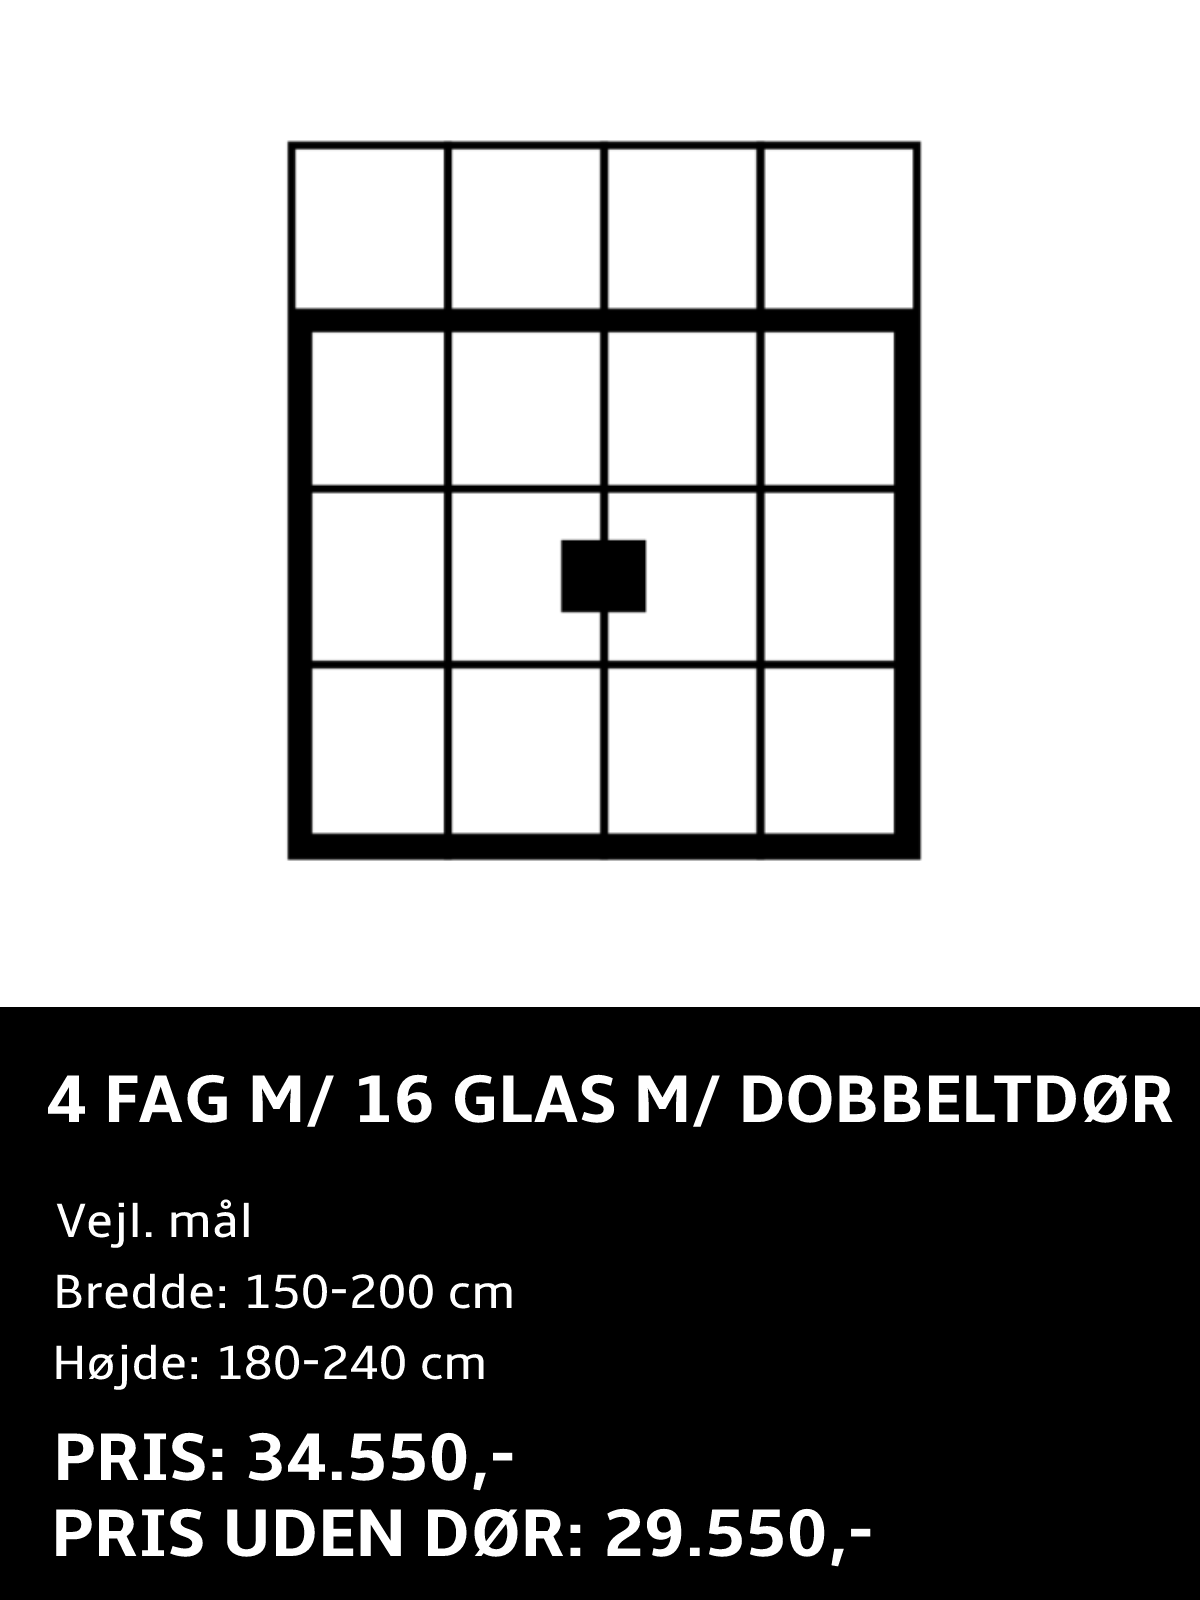 4 FAG M/ 16 GLAS M/ DOBBELTDØR
Vejl. mål
Bredde: 150-200 cm
Højde: 180-240 cm
PRIS: 34.550,-
PRIS UDEN DØR: 29.550,-